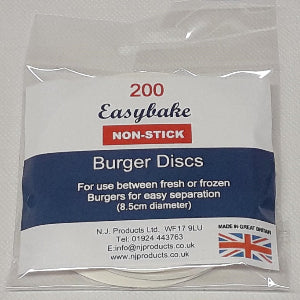 200
Easybake
NON-STICK
Burger Discs
For use between fresh or frozen
Burgers for easy separation
(8.5cm diameter)
N.J. Products Ltd. WF17 9LU
Tel: 01924 443763
E:info@njproducts.co.uk
www.njproducts.co.uk
MADE IN GREAT BRITAIN